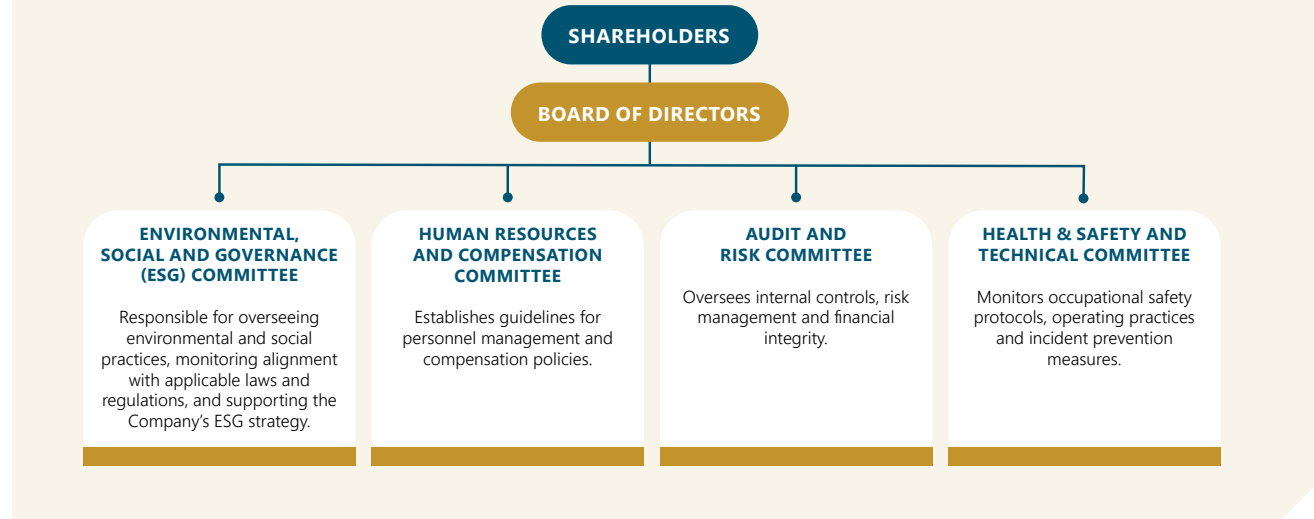 SHAREHOLDERS
BOARD OF DIRECTORS
ENVIRONMENTAL,
SOCIAL AND GOVERNANCE
(ESG) COMMITTEE
Responsible for overseeing
environmental and social
practices, monitoring alignment
with applicable laws and
regulations, and supporting the
Company’s ESG strategy.
HUMAN RESOURCES
AND COMPENSATION
COMMITTEE
Establishes guidelines for
personnel management and
compensation policies.
AUDIT AND
RISK COMMITTEE
Oversees internal controls, risk
management and financial
integrity.
HEALTH & SAFETY AND
TECHNICAL COMMITTEE
Monitors occupational safety
protocols, operating practices
and incident prevention
measures.